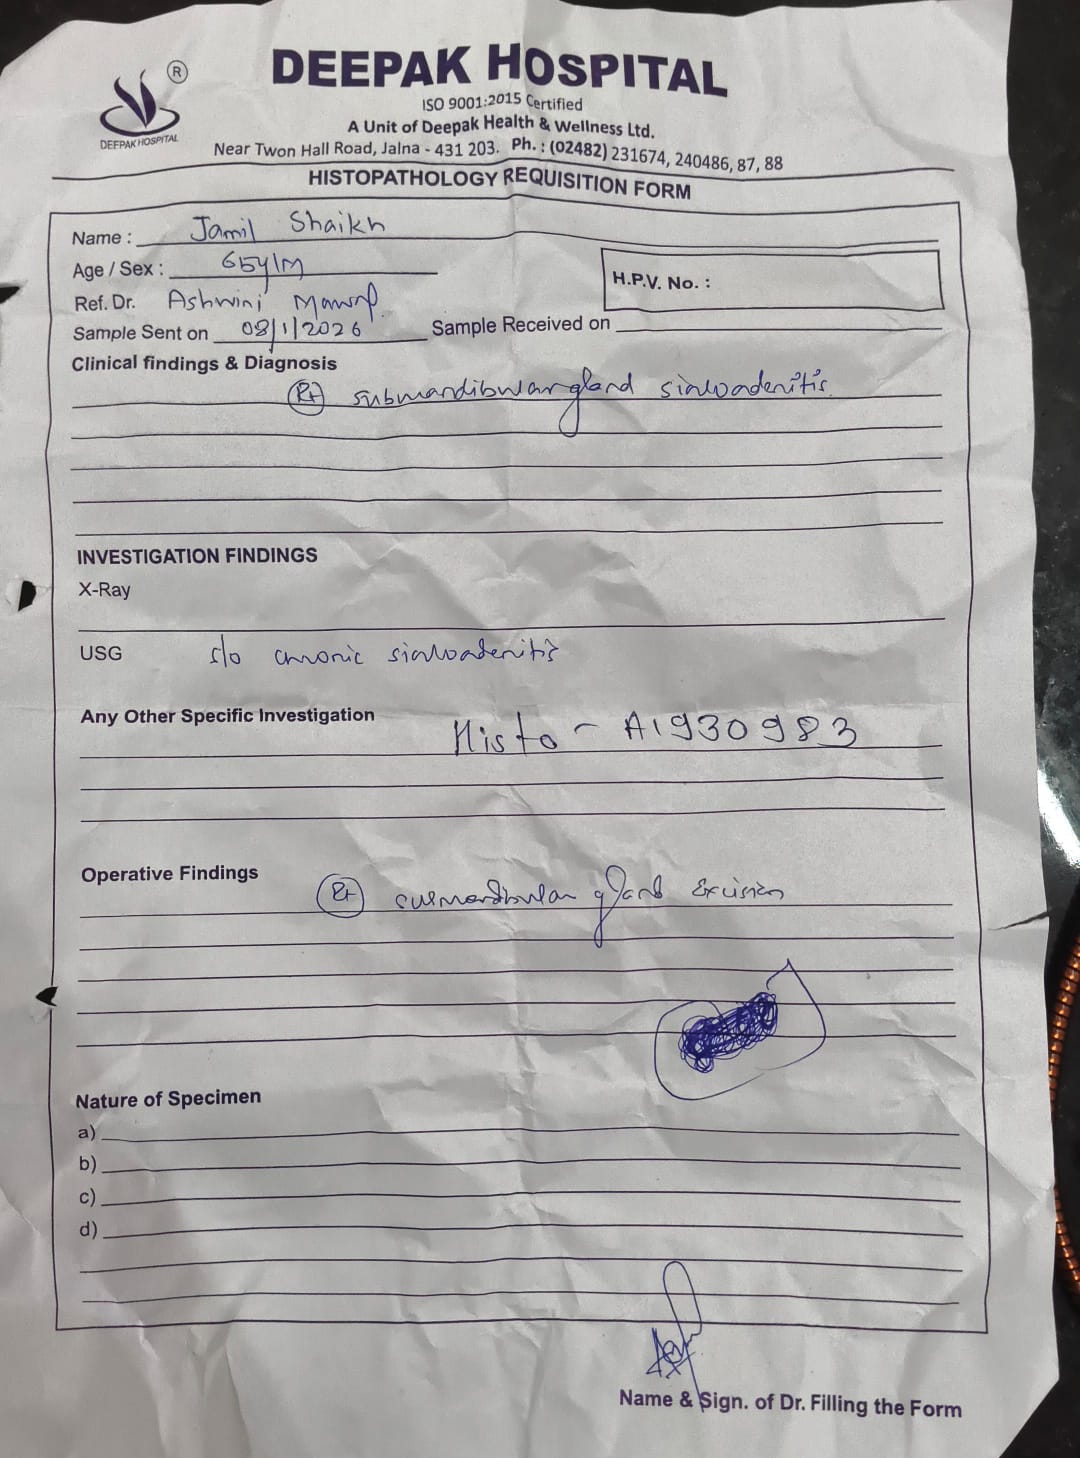 DEEPAK HOSPITAL
®
DEEPAK HOSPITAL
ISO 9001:2015 Certified
A Unit of Deepak Health & Wellness Ltd.
Near Twon Hall Road, Jalna - 431 203. Ph. : (02482) 231674, 240486, 87, 88
HISTOPATHOLOGY REQUISITION FORM
Name : Jamil Shaikh
Age / Sex : 65y/M
H.P.V. No. :
Ref. Dr. Ashwini
Sample Sent on 08/1/2026 Sample Received on
Clinical findings & Diagnosis
Rt submandibular gland sialoadenitis.
INVESTIGATION FINDINGS
X-Ray
USG s/o chronic sialoadenitis
Any Other Specific Investigation
Histo - A1930983
Operative Findings
Rt submandibular gland excision
Nature of Specimen
a)
b)
c)
d)
Name & Sign. of Dr. Filling the Form